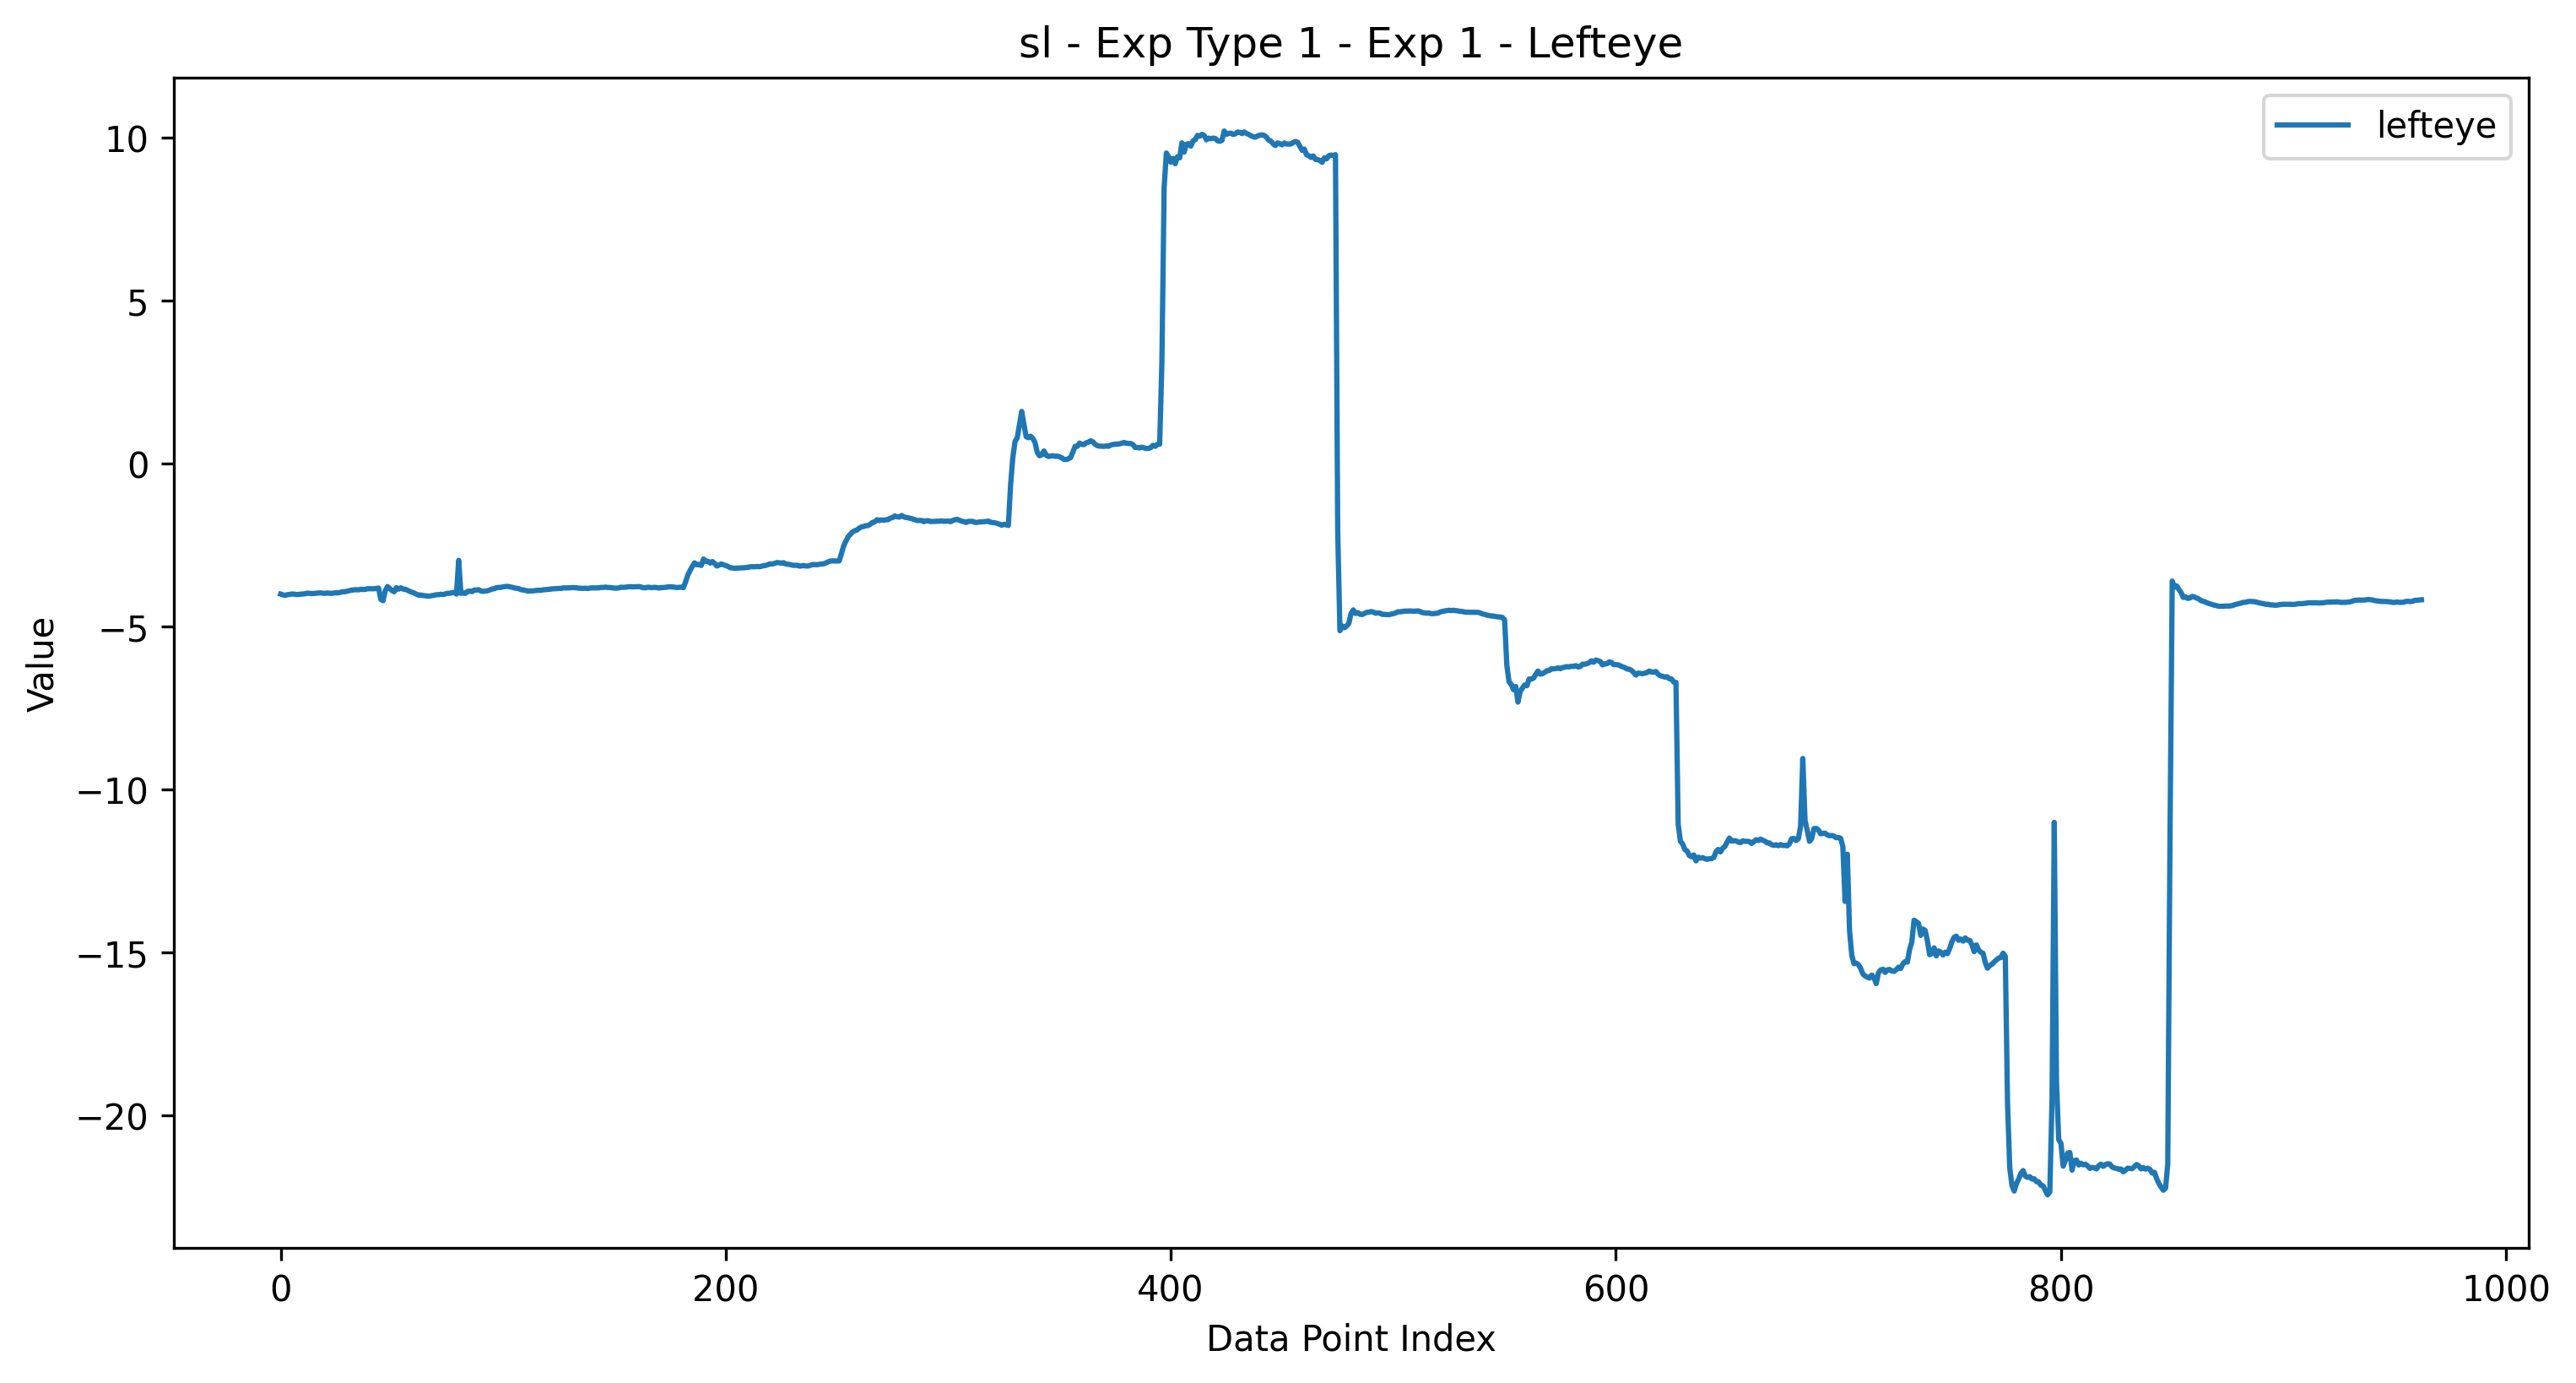 sl - Exp Type 1 - Exp 1 - Lefteye
lefteye
10
5
0
−5
−10
−15
−20
Value
0 200 400 600 800 1000
Data Point Index